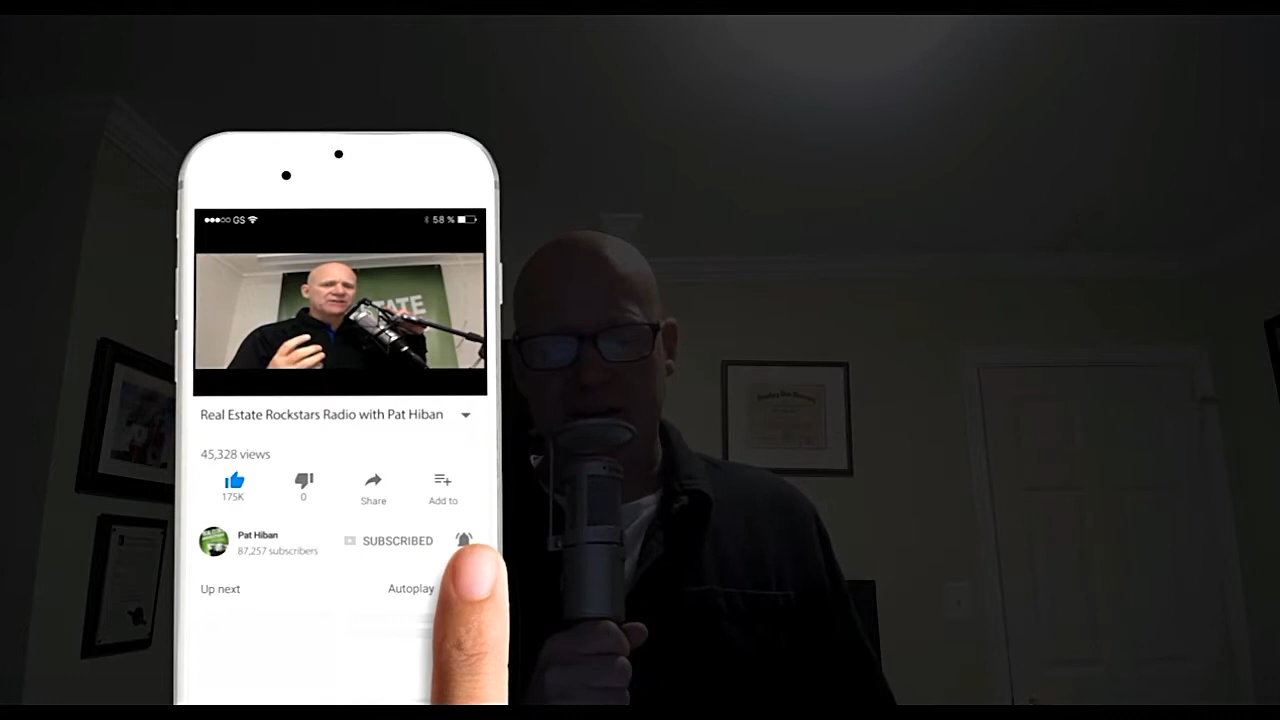 GS
58 %
ESTATE
Real Estate Rockstars Radio with Pat Hiban
45,328 views
175K
0
Share
Add to
Pat Hiban
87,257 subscribers
SUBSCRIBED
Up next
Autoplay